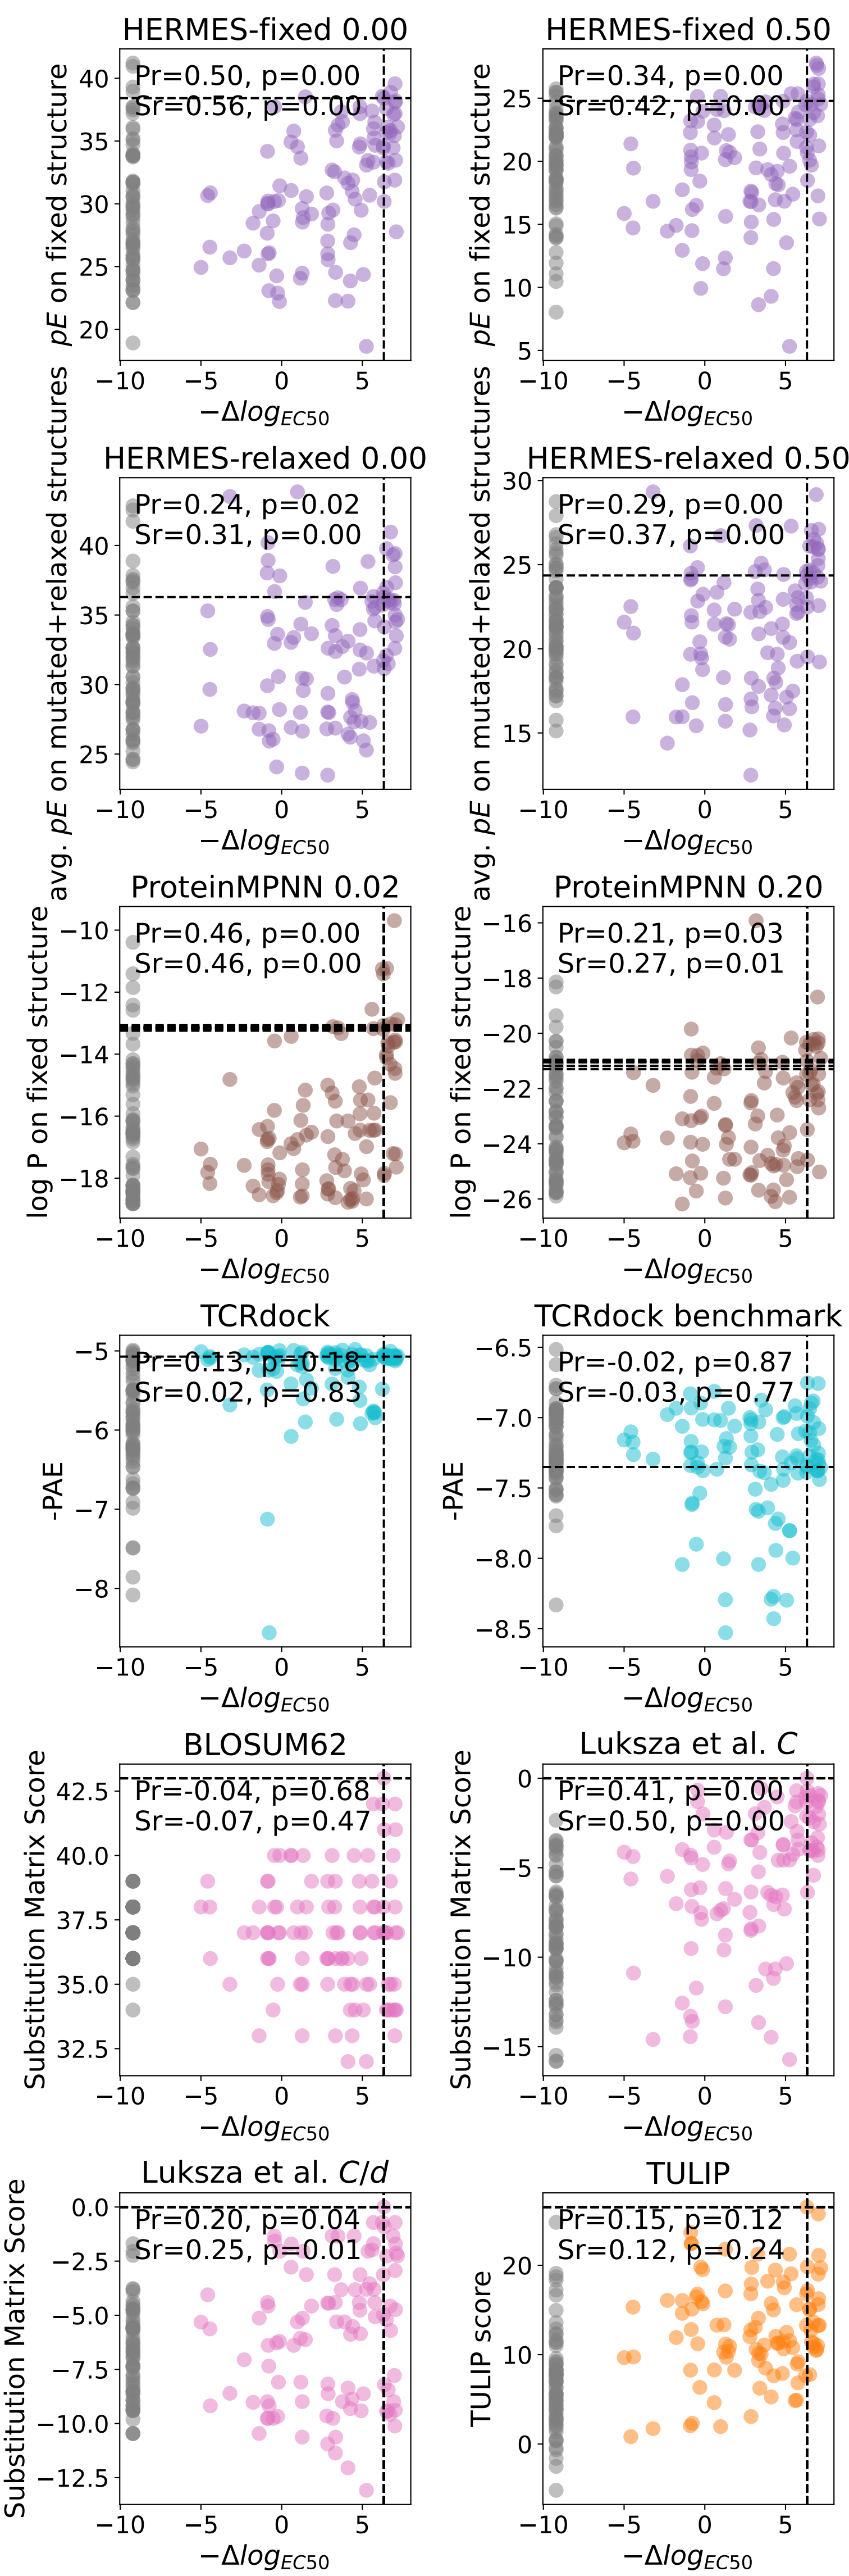 HERMES-fixed 0.00
Pr=0.50, p=0.00
Sr=0.56, p=0.00
pE on fixed structure
40
35
30
25
20
−10
−5
0
5
−Δlog_EC50
HERMES-fixed 0.50
Pr=0.34, p=0.00
Sr=0.42, p=0.00
pE on fixed structure
25
20
15
10
5
−10
−5
0
5
−Δlog_EC50
HERMES-relaxed 0.00
Pr=0.24, p=0.02
Sr=0.31, p=0.00
avg. pE on mutated+relaxed structures
40
35
30
25
−10
−5
0
5
−Δlog_EC50
HERMES-relaxed 0.50
Pr=0.29, p=0.00
Sr=0.37, p=0.00
avg. pE on mutated+relaxed structures
30
25
20
15
−10
−5
0
5
−Δlog_EC50
ProteinMPNN 0.02
Pr=0.46, p=0.00
Sr=0.46, p=0.00
log P on fixed structure
−10
−12
−14
−16
−18
−10
−5
0
5
−Δlog_EC50
ProteinMPNN 0.20
Pr=0.21, p=0.03
Sr=0.27, p=0.01
log P on fixed structure
−16
−18
−20
−22
−24
−26
−10
−5
0
5
−Δlog_EC50
TCRdock
Pr=0.13, p=0.18
Sr=0.02, p=0.83
-PAE
−5
−6
−7
−8
−10
−5
0
5
−Δlog_EC50
TCRdock benchmark
Pr=-0.02, p=0.87
Sr=-0.03, p=0.77
-PAE
−6.5
−7.0
−7.5
−8.0
−8.5
−10
−5
0
5
−Δlog_EC50
BLOSUM62
Pr=-0.04, p=0.68
Sr=-0.07, p=0.47
Substitution Matrix Score
42.5
40.0
37.5
35.0
32.5
−10
−5
0
5
−Δlog_EC50
Luksza et al. C
Pr=0.41, p=0.00
Sr=0.50, p=0.00
Substitution Matrix Score
0
−5
−10
−15
−10
−5
0
5
−Δlog_EC50
Luksza et al. C/d
Pr=0.20, p=0.04
Sr=0.25, p=0.01
Substitution Matrix Score
0.0
−2.5
−5.0
−7.5
−10.0
−12.5
−10
−5
0
5
−Δlog_EC50
TULIP
Pr=0.15, p=0.12
Sr=0.12, p=0.24
TULIP score
20
10
0
−10
−5
0
5
−Δlog_EC50